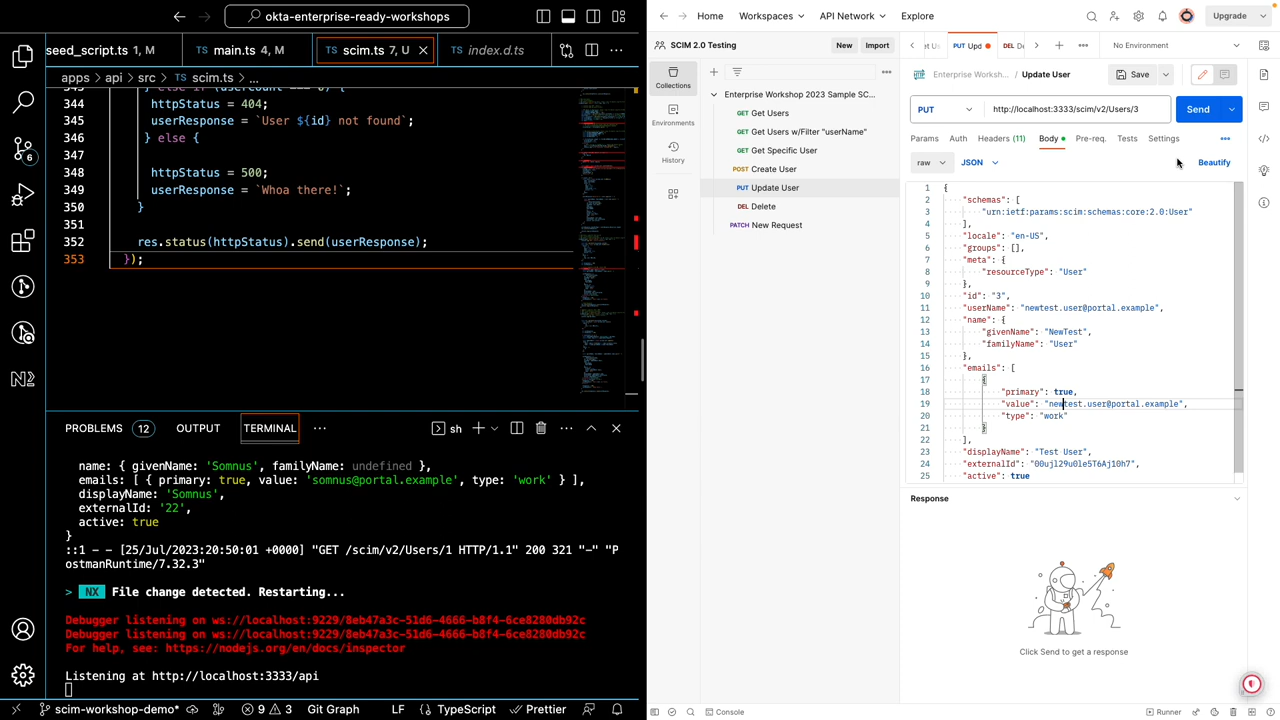 okta-enterprise-ready-workshops
seed_script.ts 1, M
TS main.ts 4, M
TS scim.ts 7, U
index.d.ts
apps > api > src > TS scim.ts > ...
343 } else if (userCount === 0) {
344 httpStatus = 404;
345 userResponse = `User ${id} not found`;
346 } else {
347
348 httpStatus = 500;
349 userResponse = `Whoa there!`;
350 }
351
352 res.status(httpStatus).send(userResponse);
353 });
PROBLEMS 12 OUTPUT TERMINAL ... sh
name: { givenName: 'Somnus', familyName: undefined },
emails: [ { primary: true, value: 'somnus@portal.example', type: 'work' } ],
displayName: 'Somnus',
externalId: '22',
active: true
}
::1 - - [25/Jul/2023:20:50:01 +0000] "GET /scim/v2/Users/1 HTTP/1.1" 200 321 "-" "P
ostmanRuntime/7.32.3"
> NX File change detected. Restarting...
Debugger listening on ws://localhost:9229/8eb47a3c-51d6-4666-b8f4-6ce8280db92c
Debugger listening on ws://localhost:9229/8eb47a3c-51d6-4666-b8f4-6ce8280db92c
For help, see: https://nodejs.org/en/docs/inspector
Listening at http://localhost:3333/api
scim-workshop-demo* 9 3 Git Graph LF TypeScript Prettier
Home Workspaces API Network Explore Upgrade
SCIM 2.0 Testing New Import
PUT Upd
No Environment
Collections
Environments
History
Enterprise Workshop 2023 Sample SC...
GET Get Users
GET Get Users w/Filter "userName"
GET Get Specific User
POST Create User
PUT Update User
DEL Delete
PATCH New Request
HTTP Enterprise Worksh... / Update User Save
PUT http://localhost:3333/scim/v2/Users/3 Send
Params Auth Headers (11) Body Pre-req. Tests Settings
raw JSON Beautify
1 {
2 "schemas": [
3 "urn:ietf:params:scim:schemas:core:2.0:User"
4 ],
5 "locale": "en-US",
6 "groups": [],
7 "meta": {
8 "resourceType": "User"
9 },
10 "id": "3",
11 "userName": "newtest.user@portal.example",
12 "name": {
13 "givenName": "NewTest",
14 "familyName": "User"
15 },
16 "emails": [
17 {
18 "primary": true,
19 "value": "newtest.user@portal.example",
20 "type": "work"
21 }
22 ],
23 "displayName": "Test User",
24 "externalId": "00ujl29u0le5T6Aj10h7",
25 "active": true
Response
Click Send to get a response
Console Runner